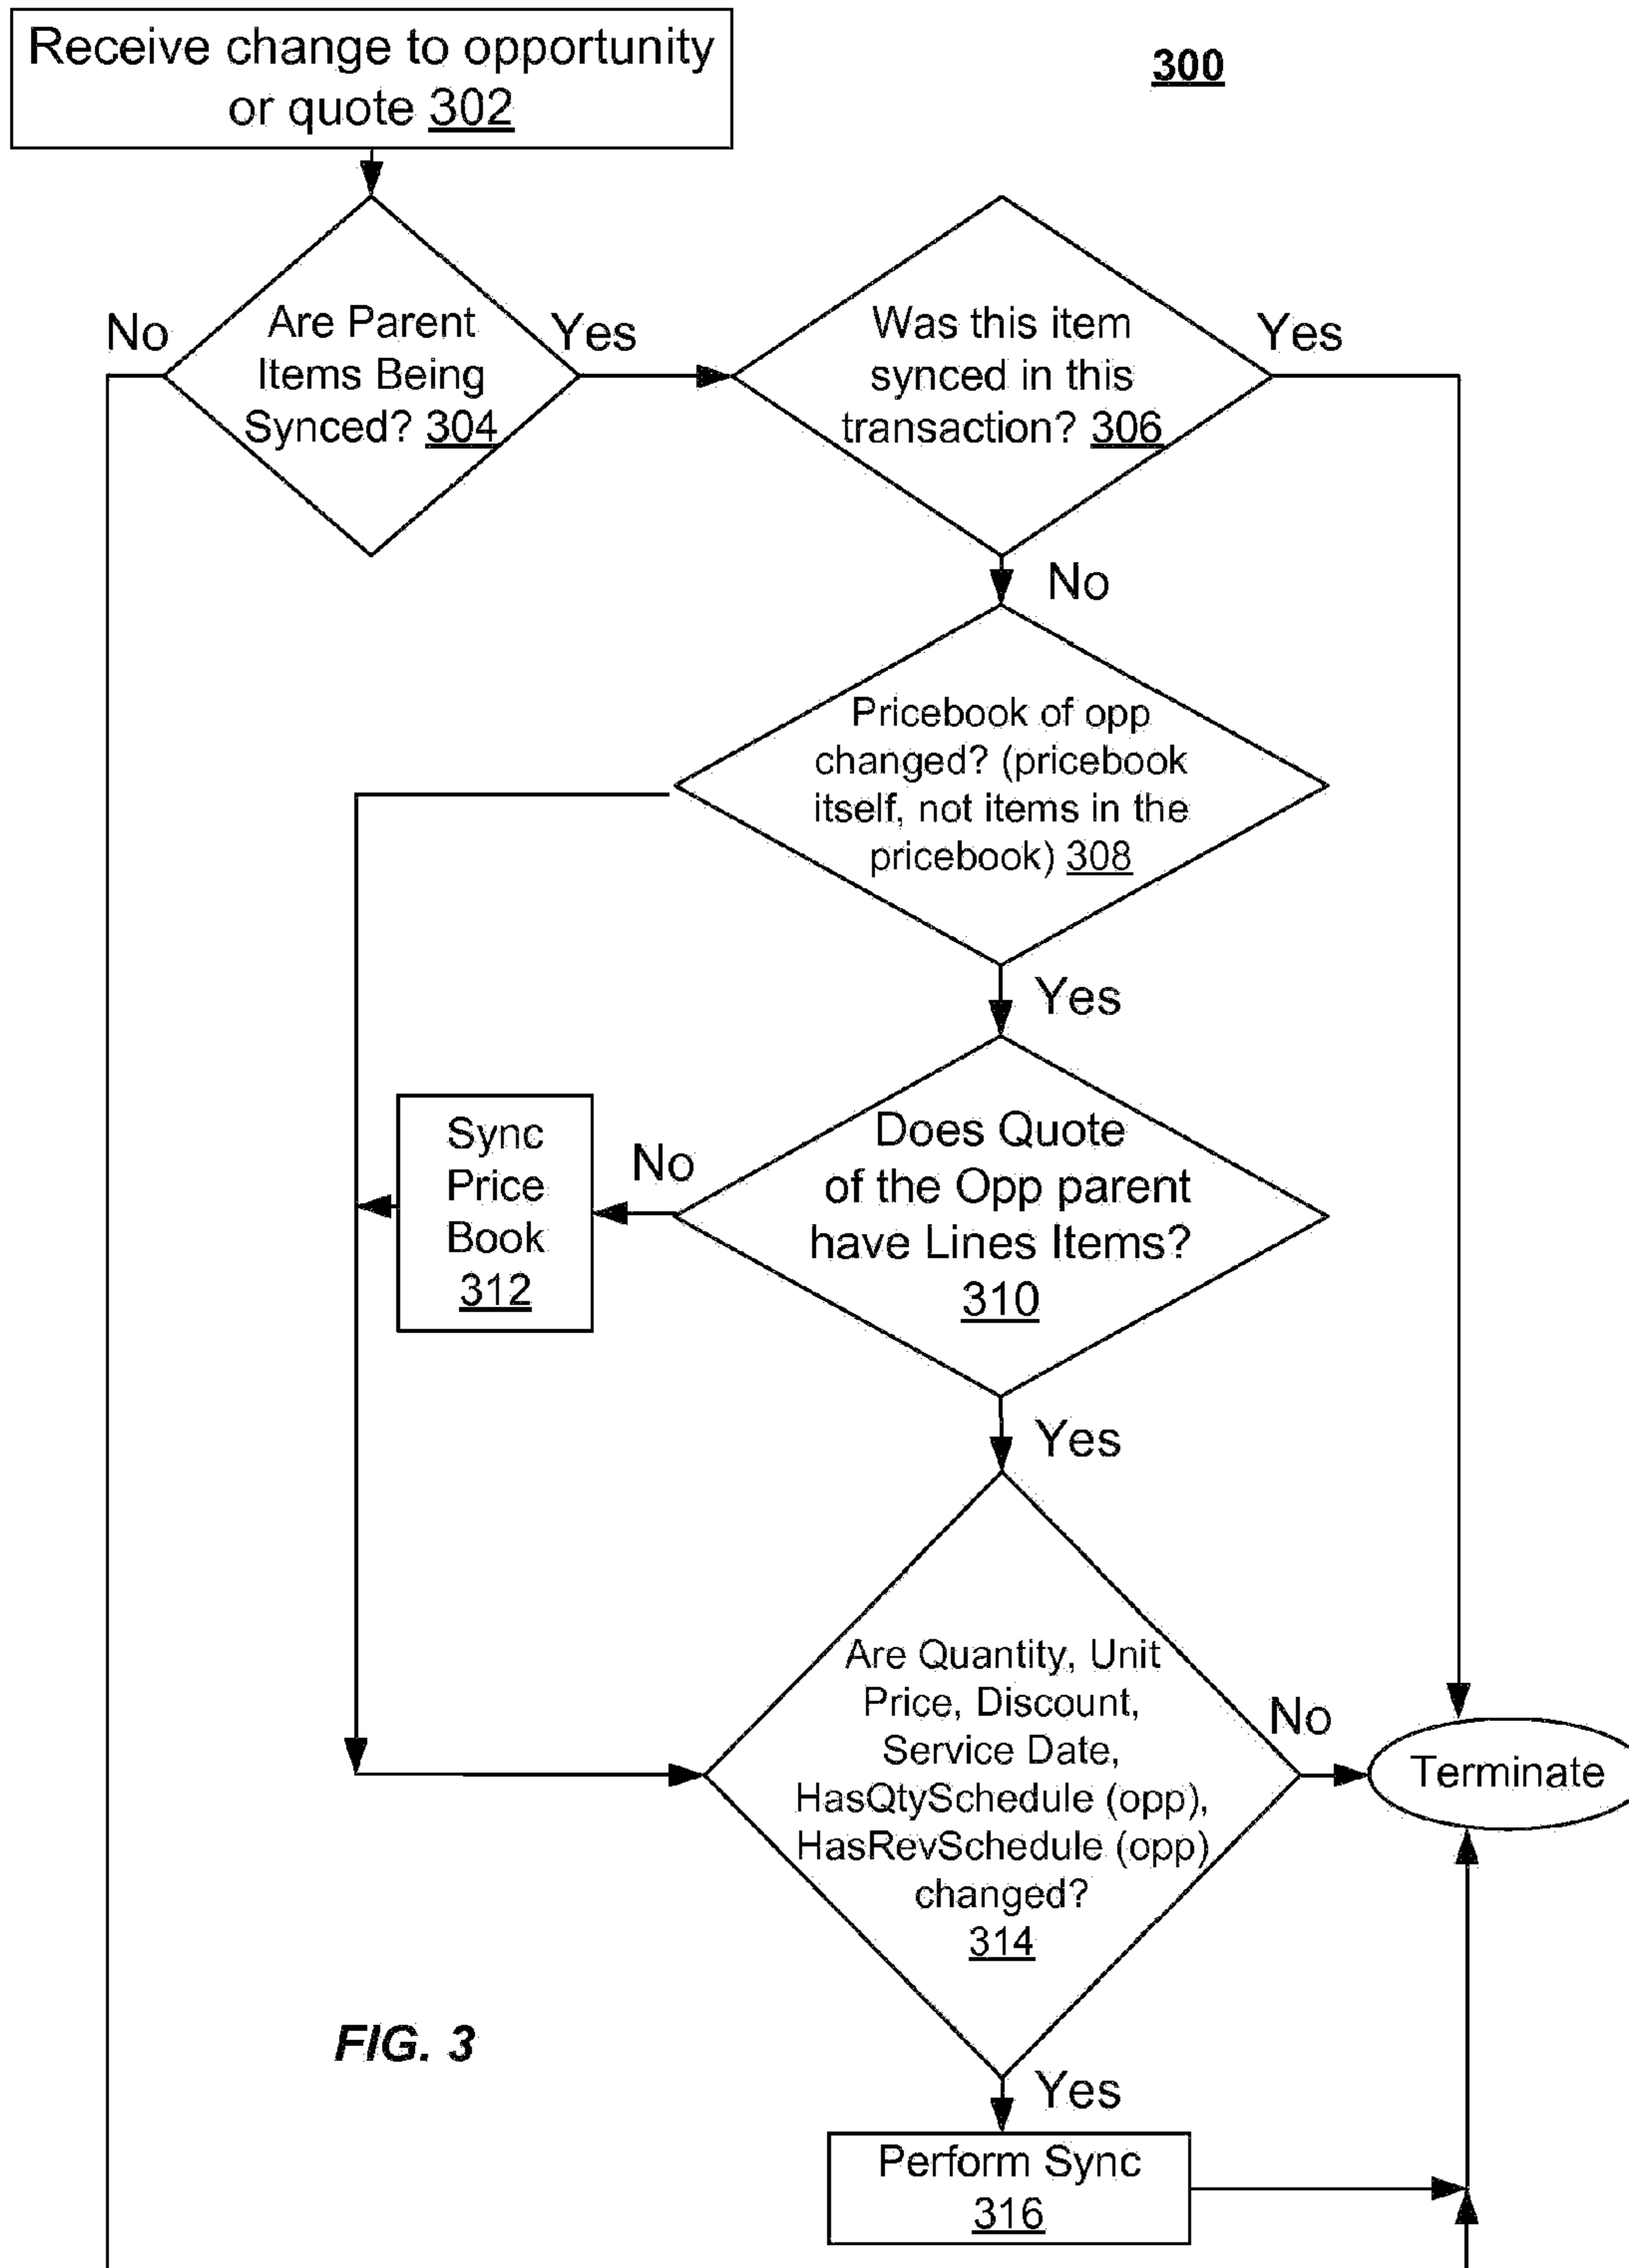 Receive change to opportunity
or quote 302
300
No
Are Parent
Items Being
Synced? 304
Yes
Was this item
synced in this
transaction? 306
Yes
No
Pricebook of opp
changed? (pricebook
itself, not items in the
pricebook) 308
Yes
Sync
Price
Book
312
No
Does Quote
of the Opp parent
have Lines Items?
310
Yes
Are Quantity, Unit
Price, Discount,
Service Date,
HasQtySchedule (opp),
HasRevSchedule (opp)
changed?
314
No
Terminate
FIG. 3
Yes
Perform Sync
316